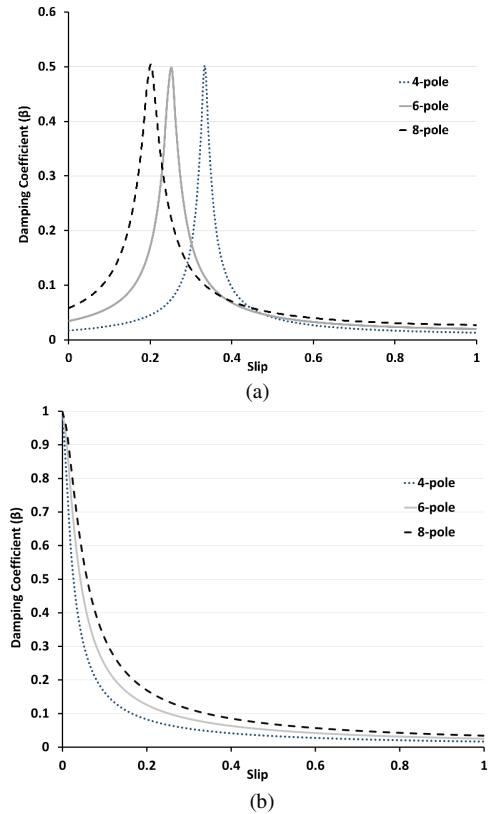 0.6
0.5
0.4
0.3
0.2
0.1
0
Damping Coefficient (β)
4-pole
6-pole
8-pole
0 0.2 0.4 0.6 0.8 1
Slip
(a)
1
0.9
0.8
0.7
0.6
0.5
0.4
0.3
0.2
0.1
0
Damping Coefficient (β)
4-pole
6-pole
8-pole
0 0.2 0.4 0.6 0.8 1
Slip
(b)